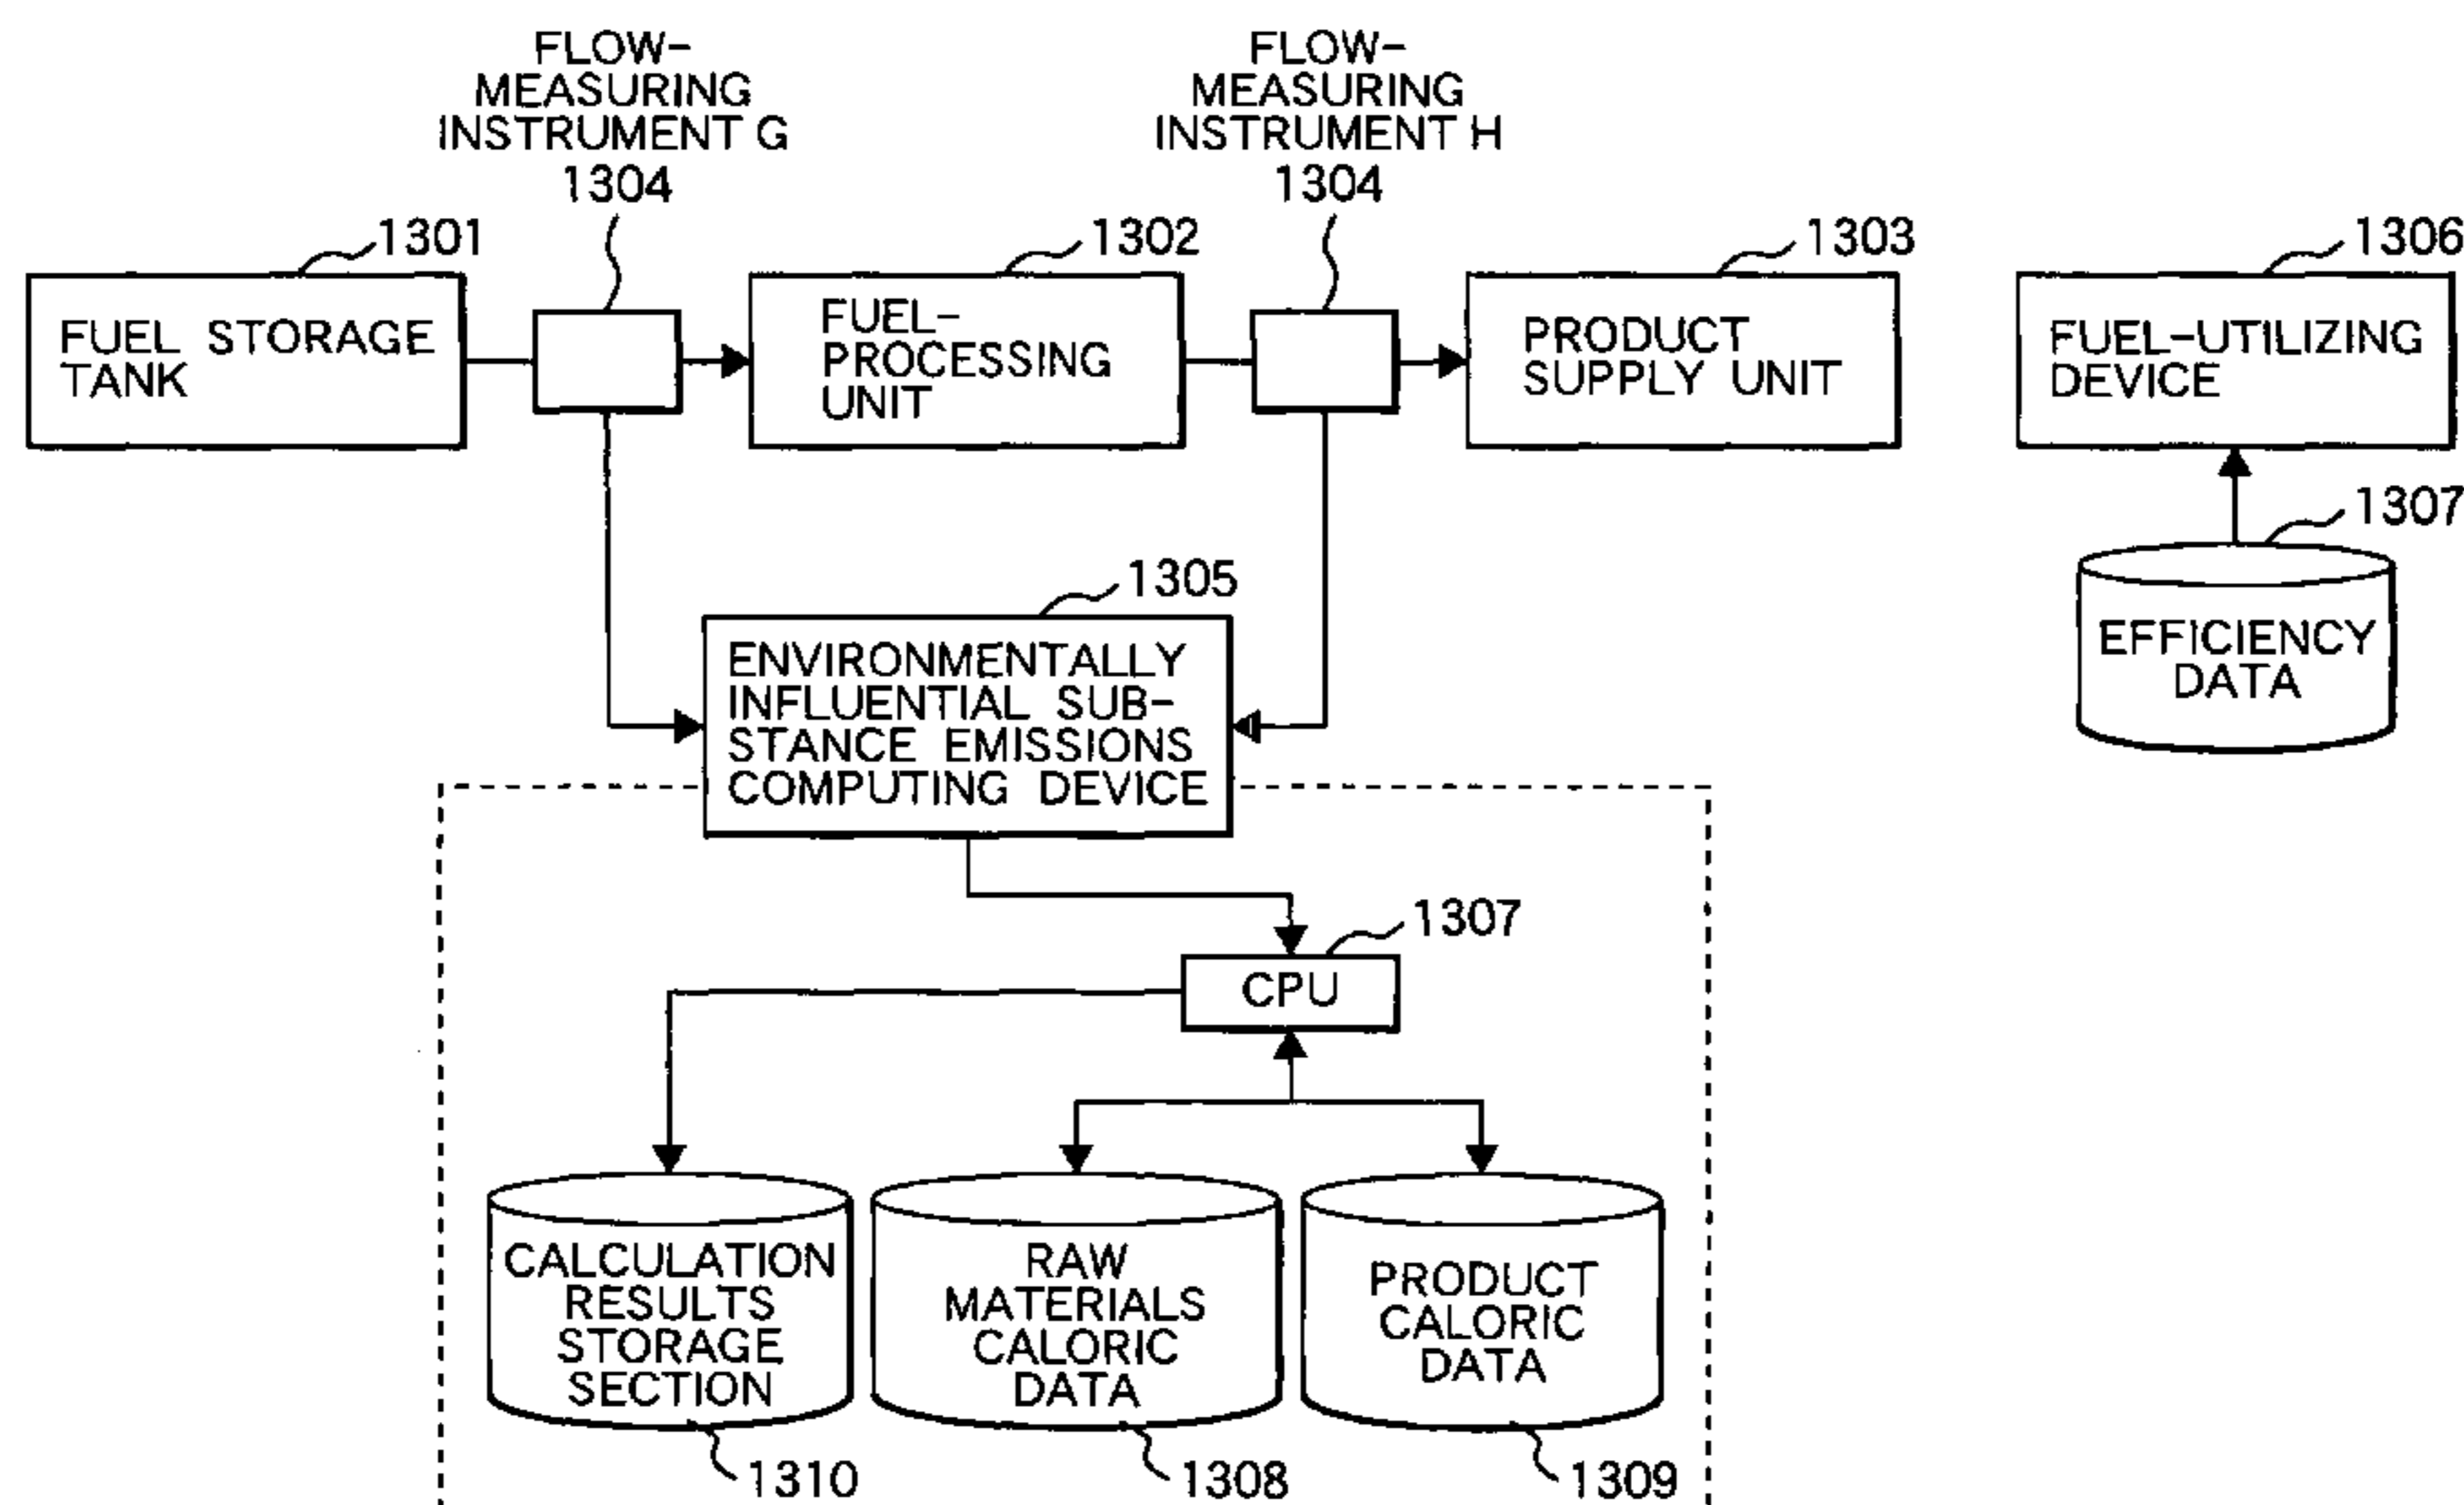 FLOW-
MEASURING
INSTRUMENT G
1304
FLOW-
MEASURING
INSTRUMENT H
1304
1301
1302
1303
1306
FUEL STORAGE
TANK
FUEL-
PROCESSING
UNIT
PRODUCT
SUPPLY UNIT
FUEL-UTILIZING
DEVICE
1307
EFFICIENCY
DATA
1305
ENVIRONMENTALLY
INFLUENTIAL SUB-
STANCE EMISSIONS
COMPUTING DEVICE
1307
CPU
CALCULATION
RESULTS
STORAGE
SECTION
RAW
MATERIALS
CALORIC
DATA
PRODUCT
CALORIC
DATA
1310
1308
1309